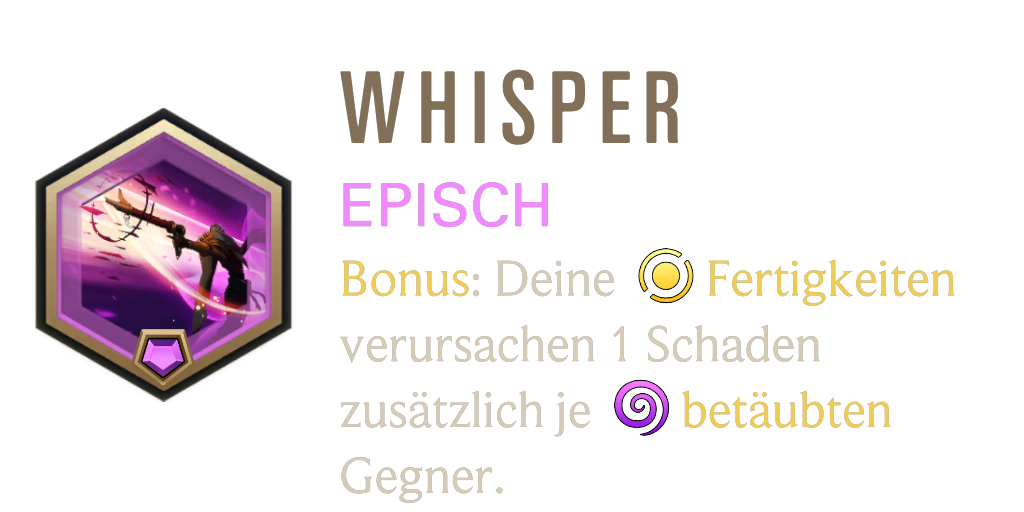 WHISPER
EPISCH
Bonus: Deine Fertigkeiten
verursachen 1 Schaden
zusätzlich je betäubten
Gegner.